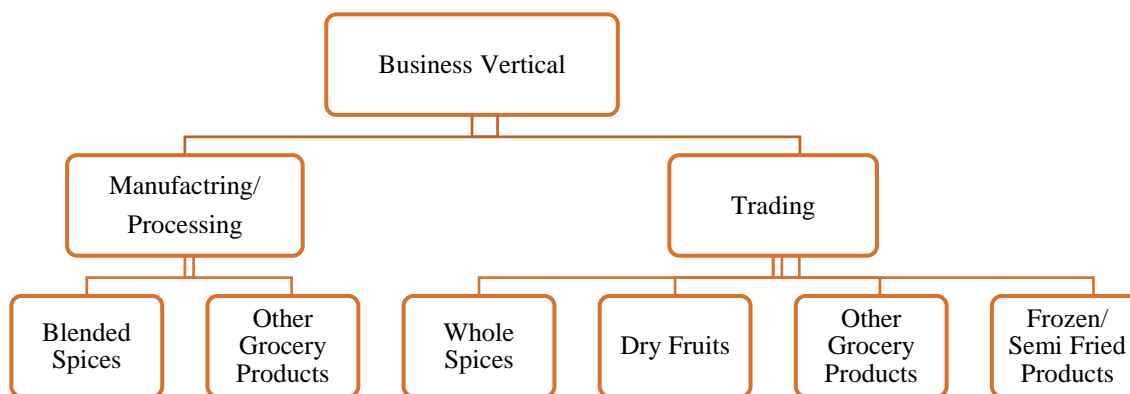 Business Vertical
Manufactring/
Processing
Trading
Blended
Spices
Other
Grocery
Products
Whole
Spices
Dry Fruits
Other
Grocery
Products
Frozen/
Semi Fried
Products